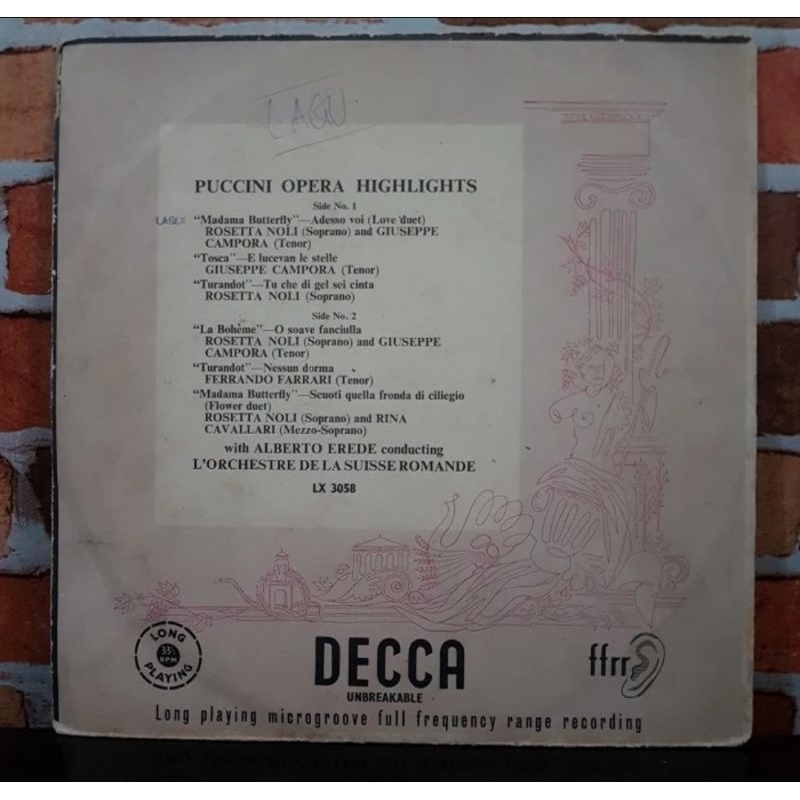 PUCCINI OPERA HIGHLIGHTS
Side No. 1
"Madama Butterfly"—Adesso voi (Love duet)
ROSETTA NOLI (Soprano) and GIUSEPPE
CAMPORA (Tenor)
"Tosca"—E lucevan le stelle
GIUSEPPE CAMPORA (Tenor)
"Turandot"—Tu che di gel sei cinta
ROSETTA NOLI (Soprano)
Side No. 2
"La Bohème"—O soave fanciulla
ROSETTA NOLI (Soprano) and GIUSEPPE
CAMPORA (Tenor)
"Turandot"—Nessun dorma
FERRANDO FARRARI (Tenor)
"Madama Butterfly"—Scuoti quella fronda di ciliegio
(Flower duet)
ROSETTA NOLI (Soprano) and RINA
CAVALLARI (Mezzo-Soprano)
with ALBERTO EREDE conducting
L'ORCHESTRE DE LA SUISSE ROMANDE
LX 3058
LONG
33⅓
RPM
PLAYING
DECCA
UNBREAKABLE
ffrr
Long playing microgroove full frequency range recording